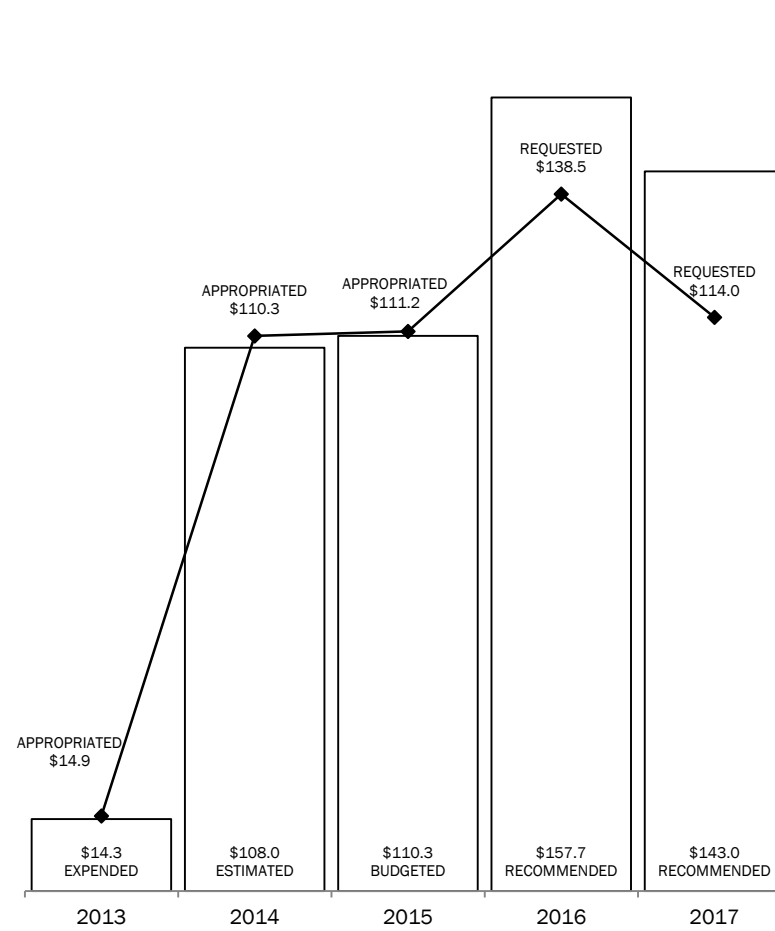 REQUESTED
$138.5
REQUESTED
$114.0
APPROPRIATED
$110.3
APPROPRIATED
$111.2
APPROPRIATED
$14.9
$14.3
EXPENDED
$108.0
ESTIMATED
$110.3
BUDGETED
$157.7
RECOMMENDED
$143.0
RECOMMENDED
2013 2014 2015 2016 2017